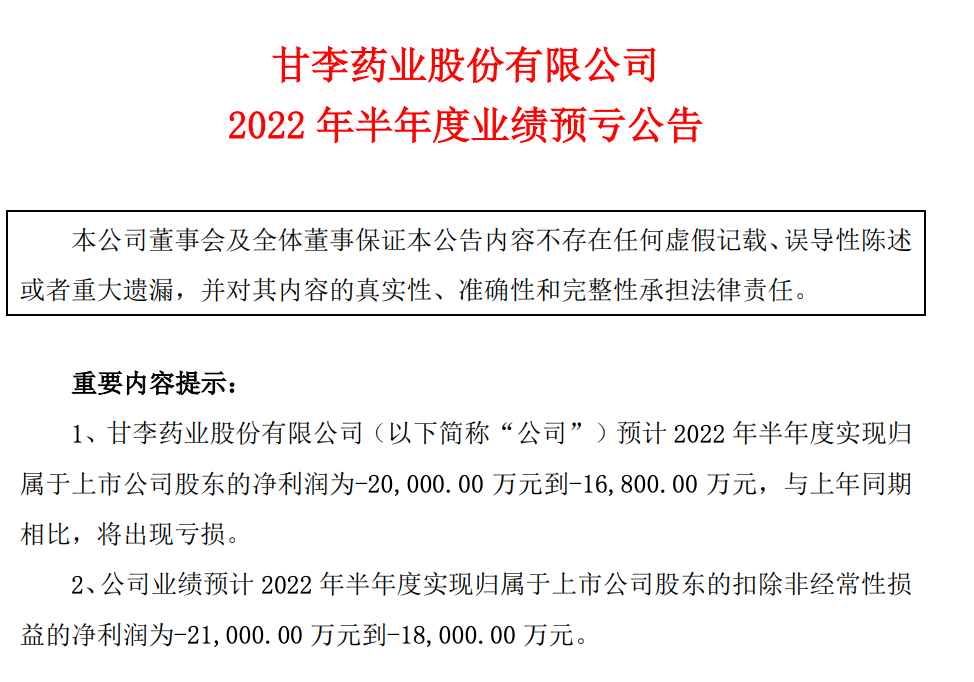 甘李药业股份有限公司
2022 年半年度业绩预亏公告
本公司董事会及全体董事保证本公告内容不存在任何虚假记载、误导性陈述
或者重大遗漏，并对其内容的真实性、准确性和完整性承担法律责任。
重要内容提示：
1、甘李药业股份有限公司（以下简称“公司”）预计 2022 年半年度实现归
属于上市公司股东的净利润为-20,000.00 万元到-16,800.00 万元，与上年同期
相比，将出现亏损。
2、公司业绩预计 2022 年半年度实现归属于上市公司股东的扣除非经常性损
益的净利润为-21,000.00 万元到-18,000.00 万元。